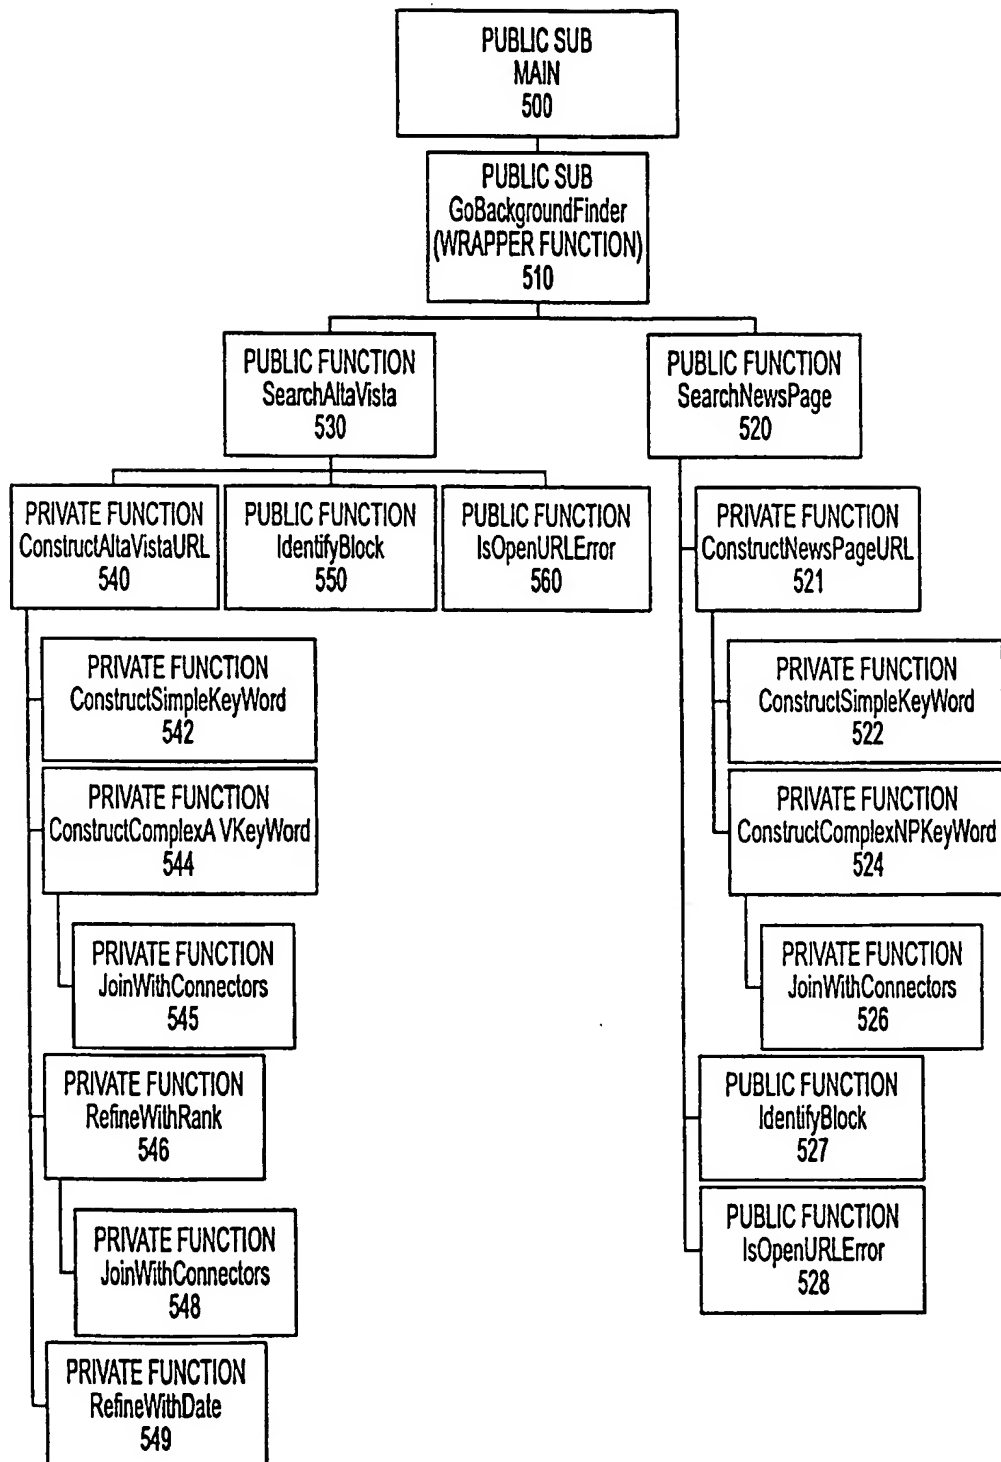 PUBLIC SUB
MAIN
500
PUBLIC SUB
GoBackgroundFinder
(WRAPPER FUNCTION)
510
PUBLIC FUNCTION
SearchAltaVista
530
PUBLIC FUNCTION
SearchNewsPage
520
PRIVATE FUNCTION
ConstructAltaVistaURL
540
PUBLIC FUNCTION
IdentifyBlock
550
PUBLIC FUNCTION
IsOpenURLError
560
PRIVATE FUNCTION
ConstructNewsPageURL
521
PRIVATE FUNCTION
ConstructSimpleKeyWord
542
PRIVATE FUNCTION
ConstructSimpleKeyWord
522
PRIVATE FUNCTION
ConstructComplexA VKeyWord
544
PRIVATE FUNCTION
ConstructComplexNPKeyWord
524
PRIVATE FUNCTION
JoinWithConnectors
545
PRIVATE FUNCTION
JoinWithConnectors
526
PRIVATE FUNCTION
RefineWithRank
546
PUBLIC FUNCTION
IdentifyBlock
527
PRIVATE FUNCTION
JoinWithConnectors
548
PUBLIC FUNCTION
IsOpenURLError
528
PRIVATE FUNCTION
RefineWithDate
549